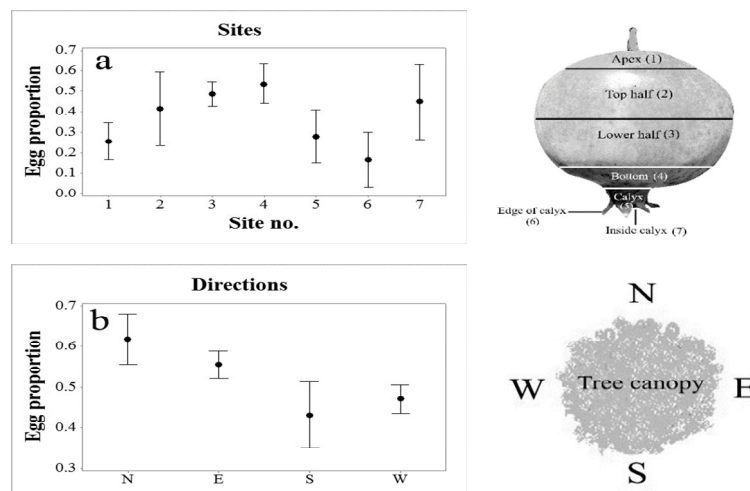 Sites
a
Egg proportion
0.7
0.6
0.5
0.4
0.3
0.2
0.1
0.0
1 2 3 4 5 6 7
Site no.
Apex (1)
Top half (2)
Lower half (3)
Bottom (4)
Calyx
(5)
Edge of calyx
(6)
Inside calyx (7)
Directions
b
Egg proportion
0.7
0.6
0.5
0.4
0.3
N E S W
N
W Tree canopy E
S